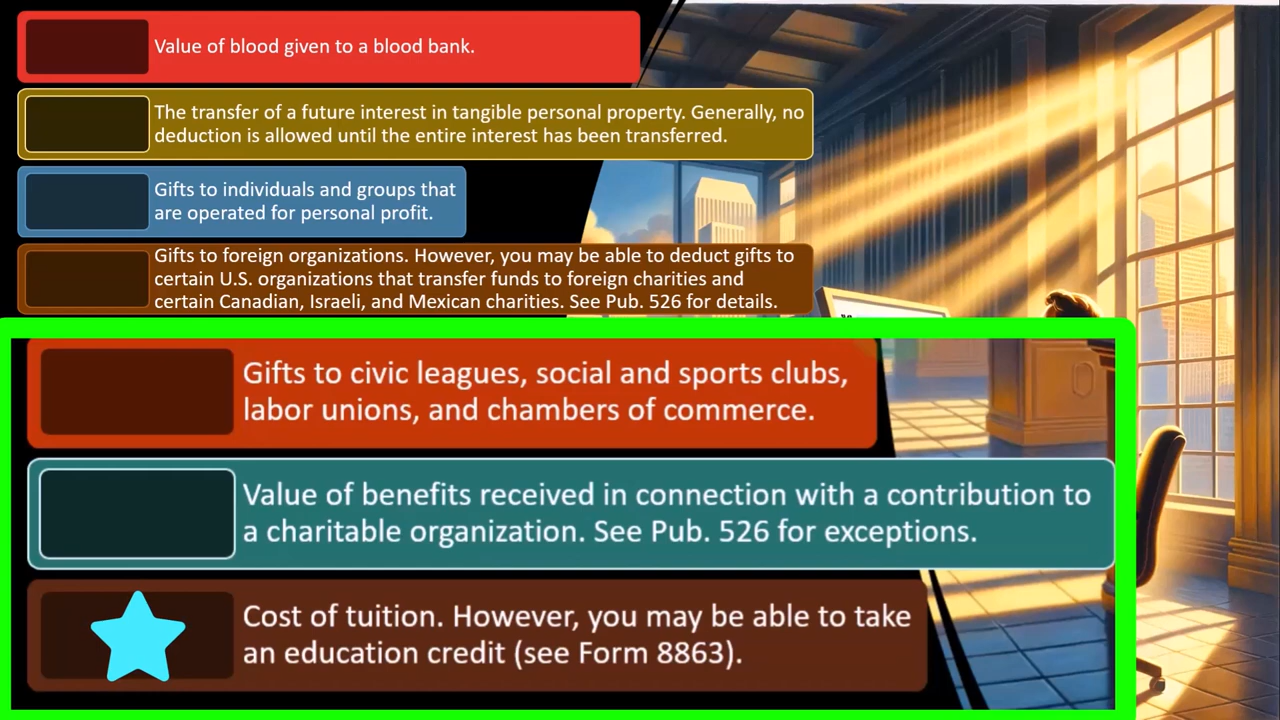 Value of blood given to a blood bank.
The transfer of a future interest in tangible personal property. Generally, no
deduction is allowed until the entire interest has been transferred.
Gifts to individuals and groups that
are operated for personal profit.
Gifts to foreign organizations. However, you may be able to deduct gifts to
certain U.S. organizations that transfer funds to foreign charities and
certain Canadian, Israeli, and Mexican charities. See Pub. 526 for details.
Gifts to civic leagues, social and sports clubs,
labor unions, and chambers of commerce.
Value of benefits received in connection with a contribution to
a charitable organization. See Pub. 526 for exceptions.
Cost of tuition. However, you may be able to take
an education credit (see Form 8863).